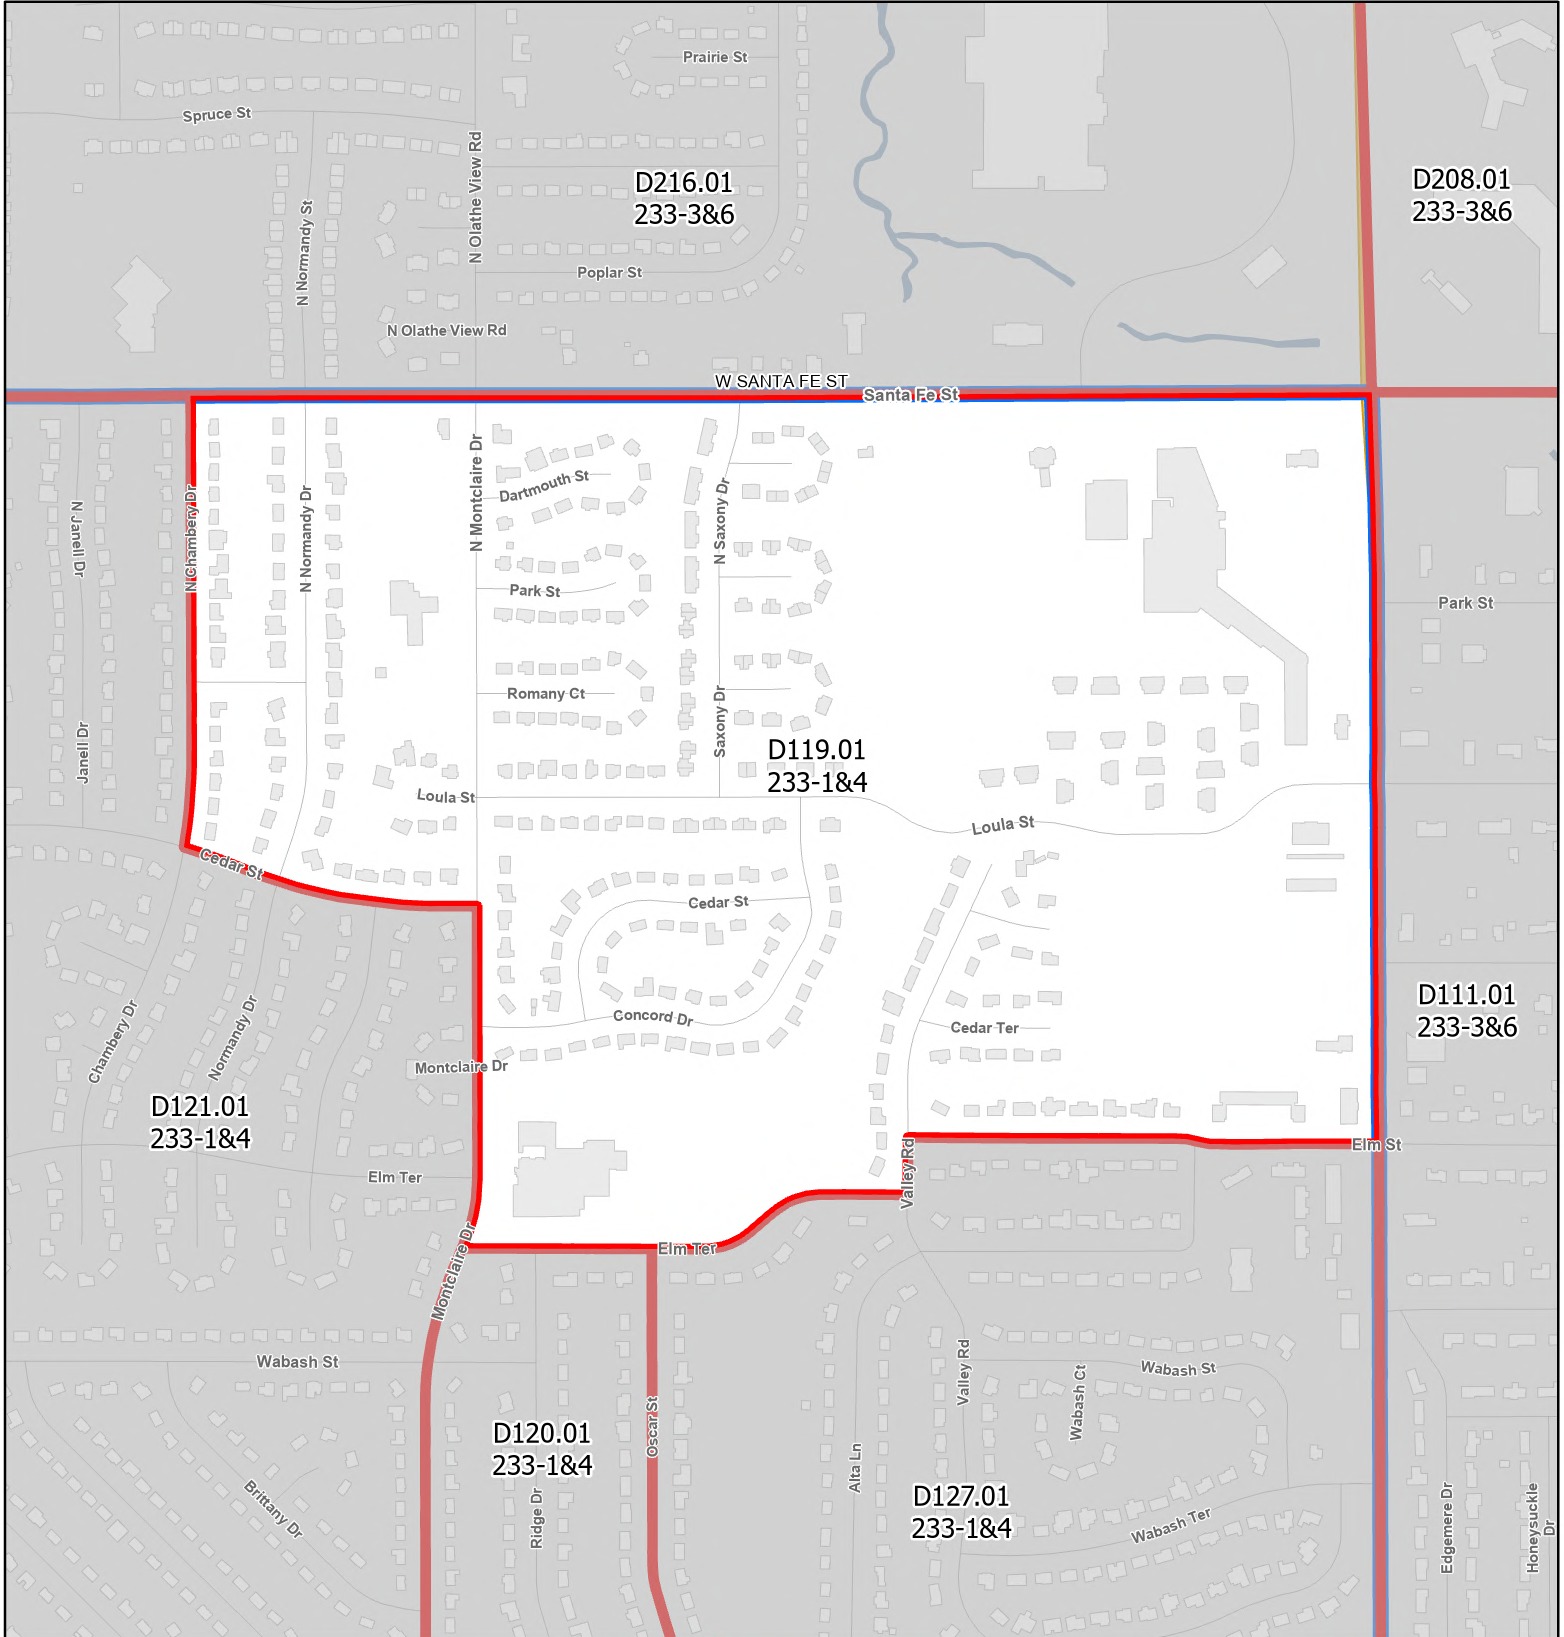 Prairie St
Spruce St
N Olathe View Rd
D216.01
233-3&6
D208.01
233-3&6
N Normandy St
Poplar St
N Olathe View Rd
W SANTA FE ST
Santa Fe St
N Montclaire Dr
Dartmouth St
N Saxony Dr
N Janell Dr
N Chambery Dr
N Normandy Dr
Park St
Park St
Romany Ct
Saxony Dr
Janell Dr
D119.01
233-1&4
Loula St
Loula St
Cedar St
Cedar St
D111.01
233-3&6
Concord Dr
Cedar Ter
Chambery Dr
Normandy Dr
Montclaire Dr
D121.01
233-1&4
Elm St
Valley Rd
Elm Ter
Elm Ter
Montclaire Dr
Wabash St
Valley Rd
Wabash St
Wabash Ct
Oscar St
D120.01
233-1&4
Alta Ln
D127.01
233-1&4
Brittany Dr
Ridge Dr
Wabash Ter
Edgemere Dr
Honeysuckle
Dr